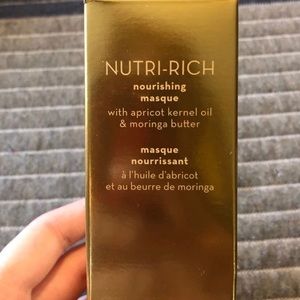 NUTRI-RICH
nourishing
masque
with apricot kernel oil
& moringa butter
masque
nourrissant
à l'huile d'abricot
et au beurre de moringa